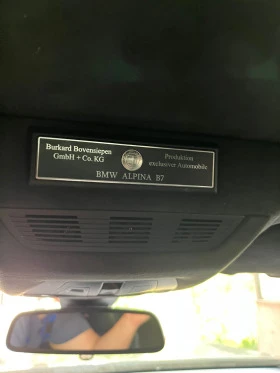 Burkard Bovensiepen
GmbH + Co. KG
Produktion
exclusiver Automobile
BMW ALPINA B7